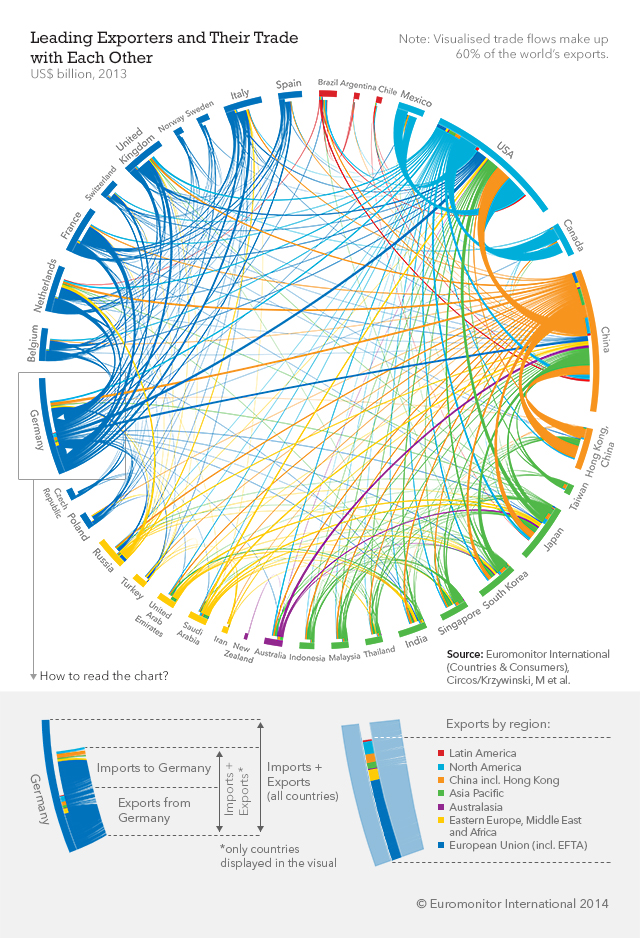 Leading Exporters and Their Trade
with Each Other
US$ billion, 2013
Note: Visualised trade flows make up
60% of the world's exports.
Brazil
Argentina
Chile
Mexico
USA
Canada
China
Hong Kong,
China
Taiwan
Japan
South Korea
Singapore
India
Thailand
Malaysia
Indonesia
Australia
New
Zealand
Iran
Saudi
Arabia
United
Arab
Emirates
Turkey
Russia
Poland
Czech
Republic
Germany
Belgium
Netherlands
France
Switzerland
United
Kingdom
Norway
Sweden
Italy
Spain
Source: Euromonitor International
(Countries & Consumers),
Circos/Krzywinski, M et al.
How to read the chart?
Germany
Imports to Germany
Exports from
Germany
Imports +
Exports*
Imports +
Exports
(all countries)
*only countries
displayed in the visual
Exports by region:
Latin America
North America
China incl. Hong Kong
Asia Pacific
Australasia
Eastern Europe, Middle East
and Africa
European Union (incl. EFTA)
© Euromonitor International 2014